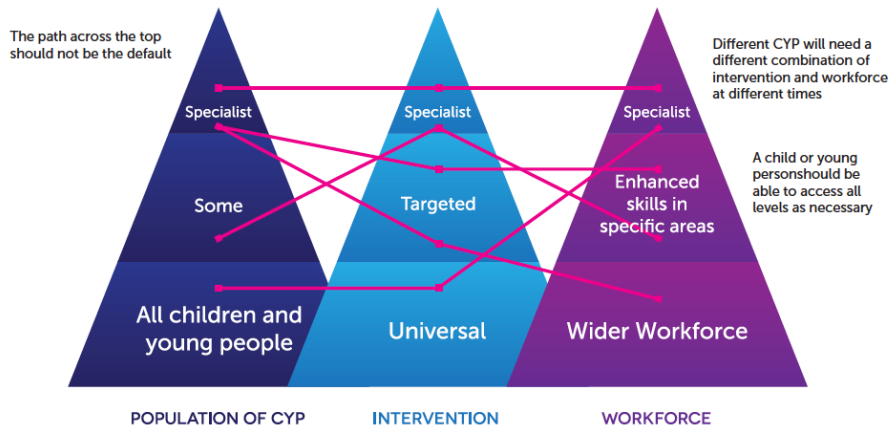 The path across the top
should not be the default
Different CYP will need a
different combination of
intervention and workforce
at different times
A child or young
personshould be
able to access all
levels as necessary
Specialist
Some
All children and
young people
Specialist
Targeted
Universal
Specialist
Enhanced
skills in
specific areas
Wider Workforce
POPULATION OF CYP
INTERVENTION
WORKFORCE